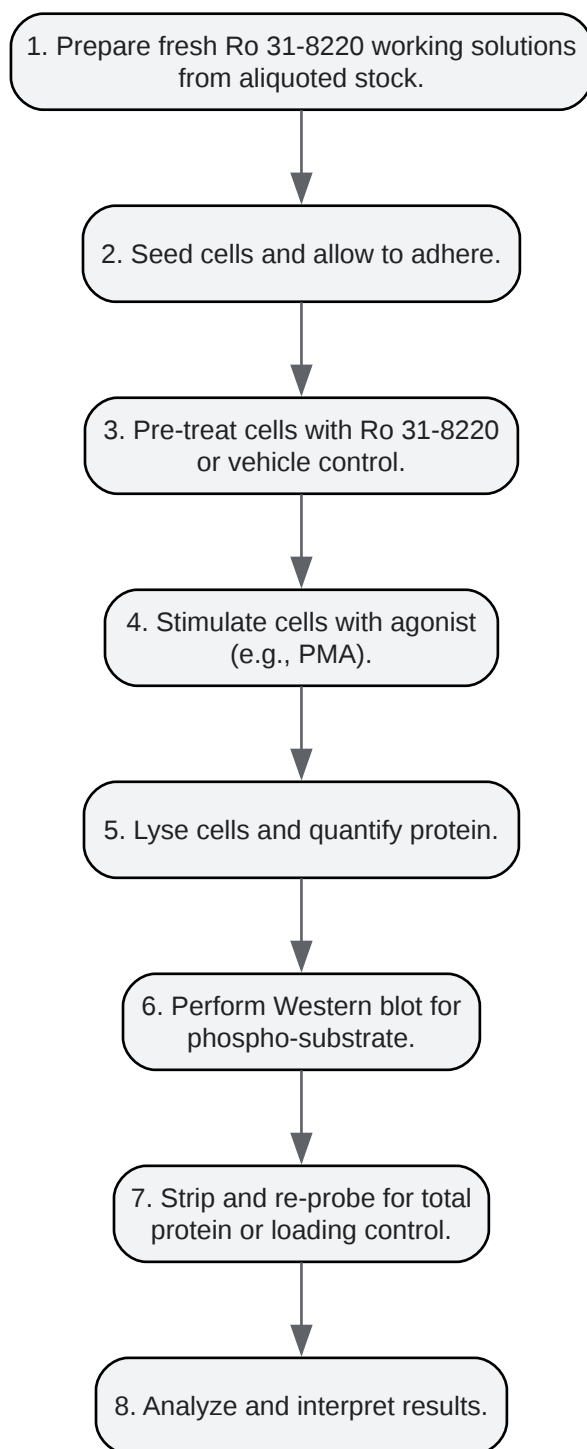 1. Prepare fresh Ro 31-8220 working solutions
from aliquoted stock.
2. Seed cells and allow to adhere.
3. Pre-treat cells with Ro 31-8220
or vehicle control.
4. Stimulate cells with agonist
(e.g., PMA).
5. Lyse cells and quantify protein.
6. Perform Western blot for
phospho-substrate.
7. Strip and re-probe for total
protein or loading control.
8. Analyze and interpret results.